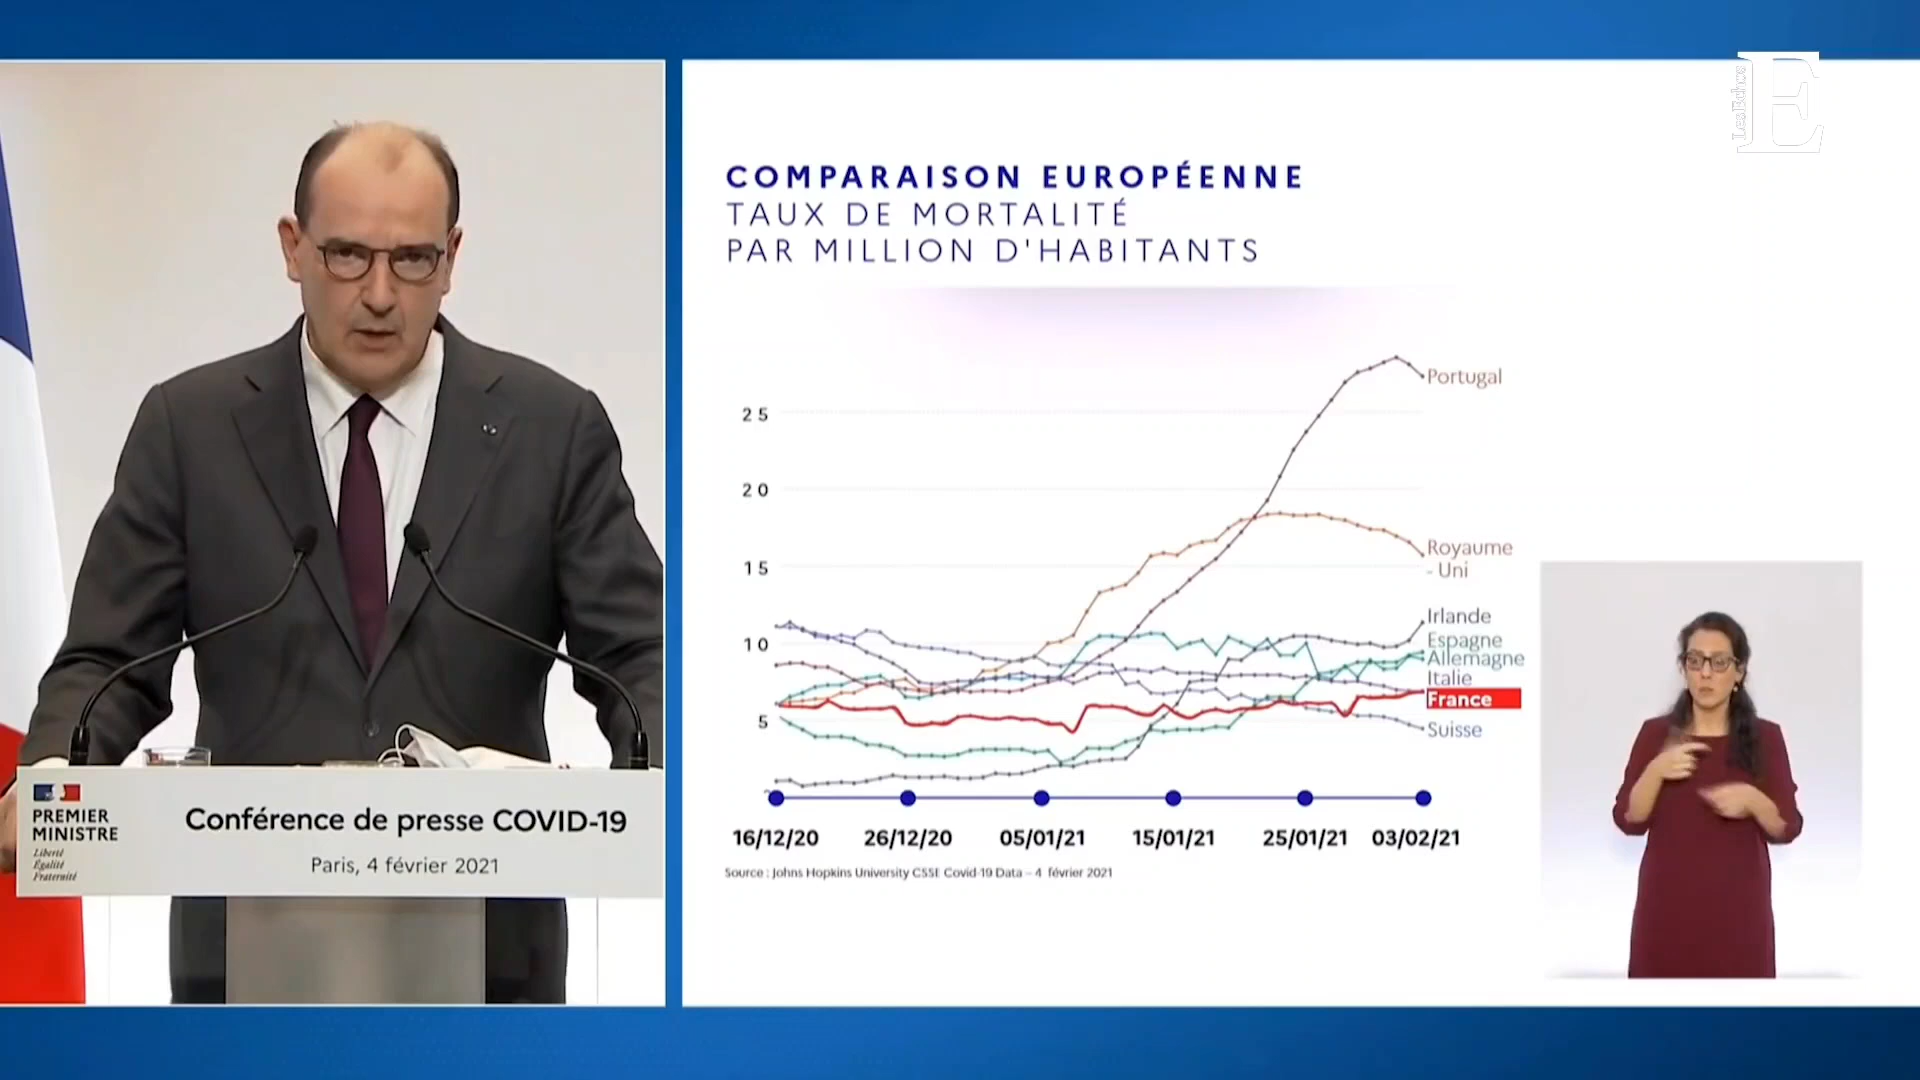 Les Echos
E
COMPARAISON EUROPÉENNE
TAUX DE MORTALITÉ
PAR MILLION D'HABITANTS
25
20
15
10
5
Portugal
Royaume
- Uni
Irlande
Espagne
Allemagne
Italie
France
Suisse
16/12/20
26/12/20
05/01/21
15/01/21
25/01/21
03/02/21
Source : Johns Hopkins University CSSE Covid-19 Data – 4 février 2021
PREMIER
MINISTRE
Liberté
Égalité
Fraternité
Conférence de presse COVID-19
Paris, 4 février 2021